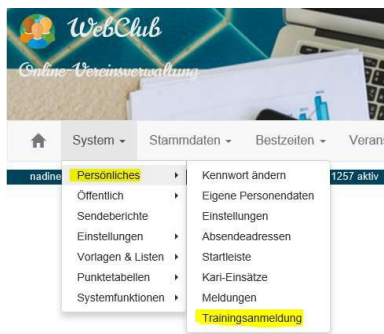 WebClub
Online-Vereinsverwaltung
System Stammdaten Bestzeiten Verans
nadine 1257 aktiv
Persönliches
Öffentlich
Sendeberichte
Einstellungen
Vorlagen & Listen
Punktetabellen
Systemfunktionen
Kennwort ändern
Eigene Personendaten
Einstellungen
Absendeadressen
Startleiste
Kari-Einsätze
Meldungen
Trainingsanmeldung